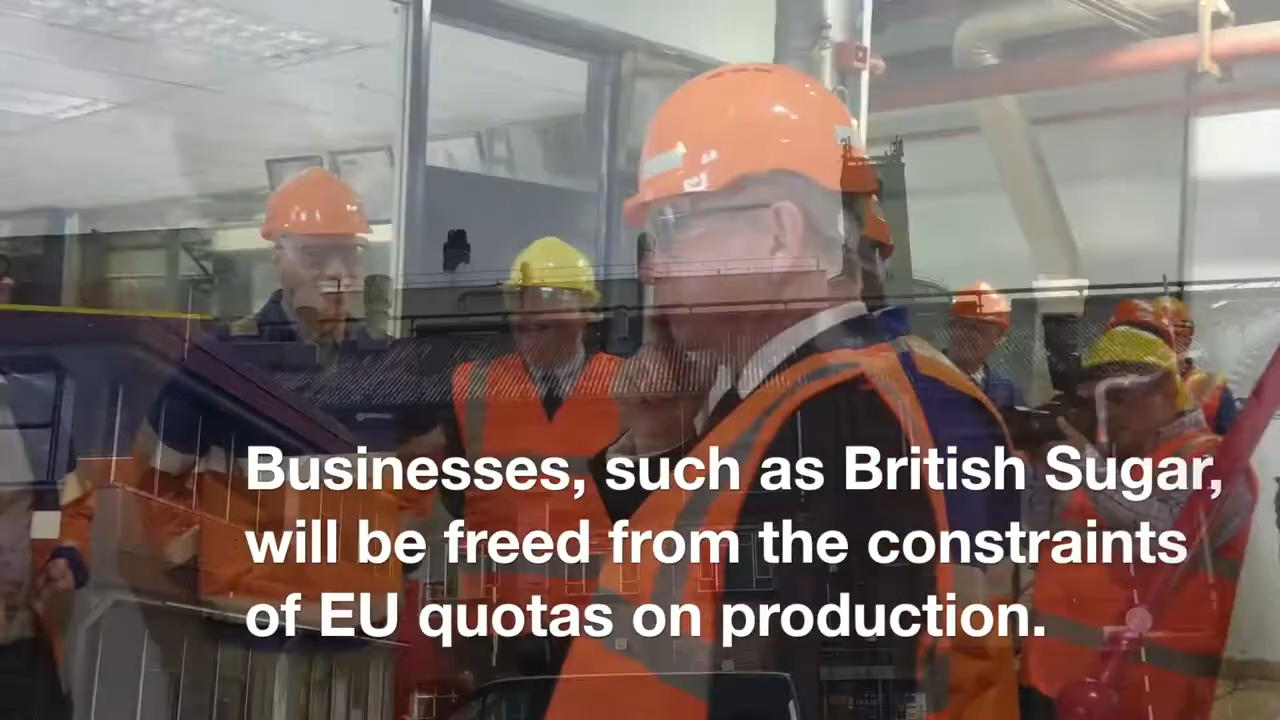 Businesses, such as British Sugar,
will be freed from the constraints
of EU quotas on production.